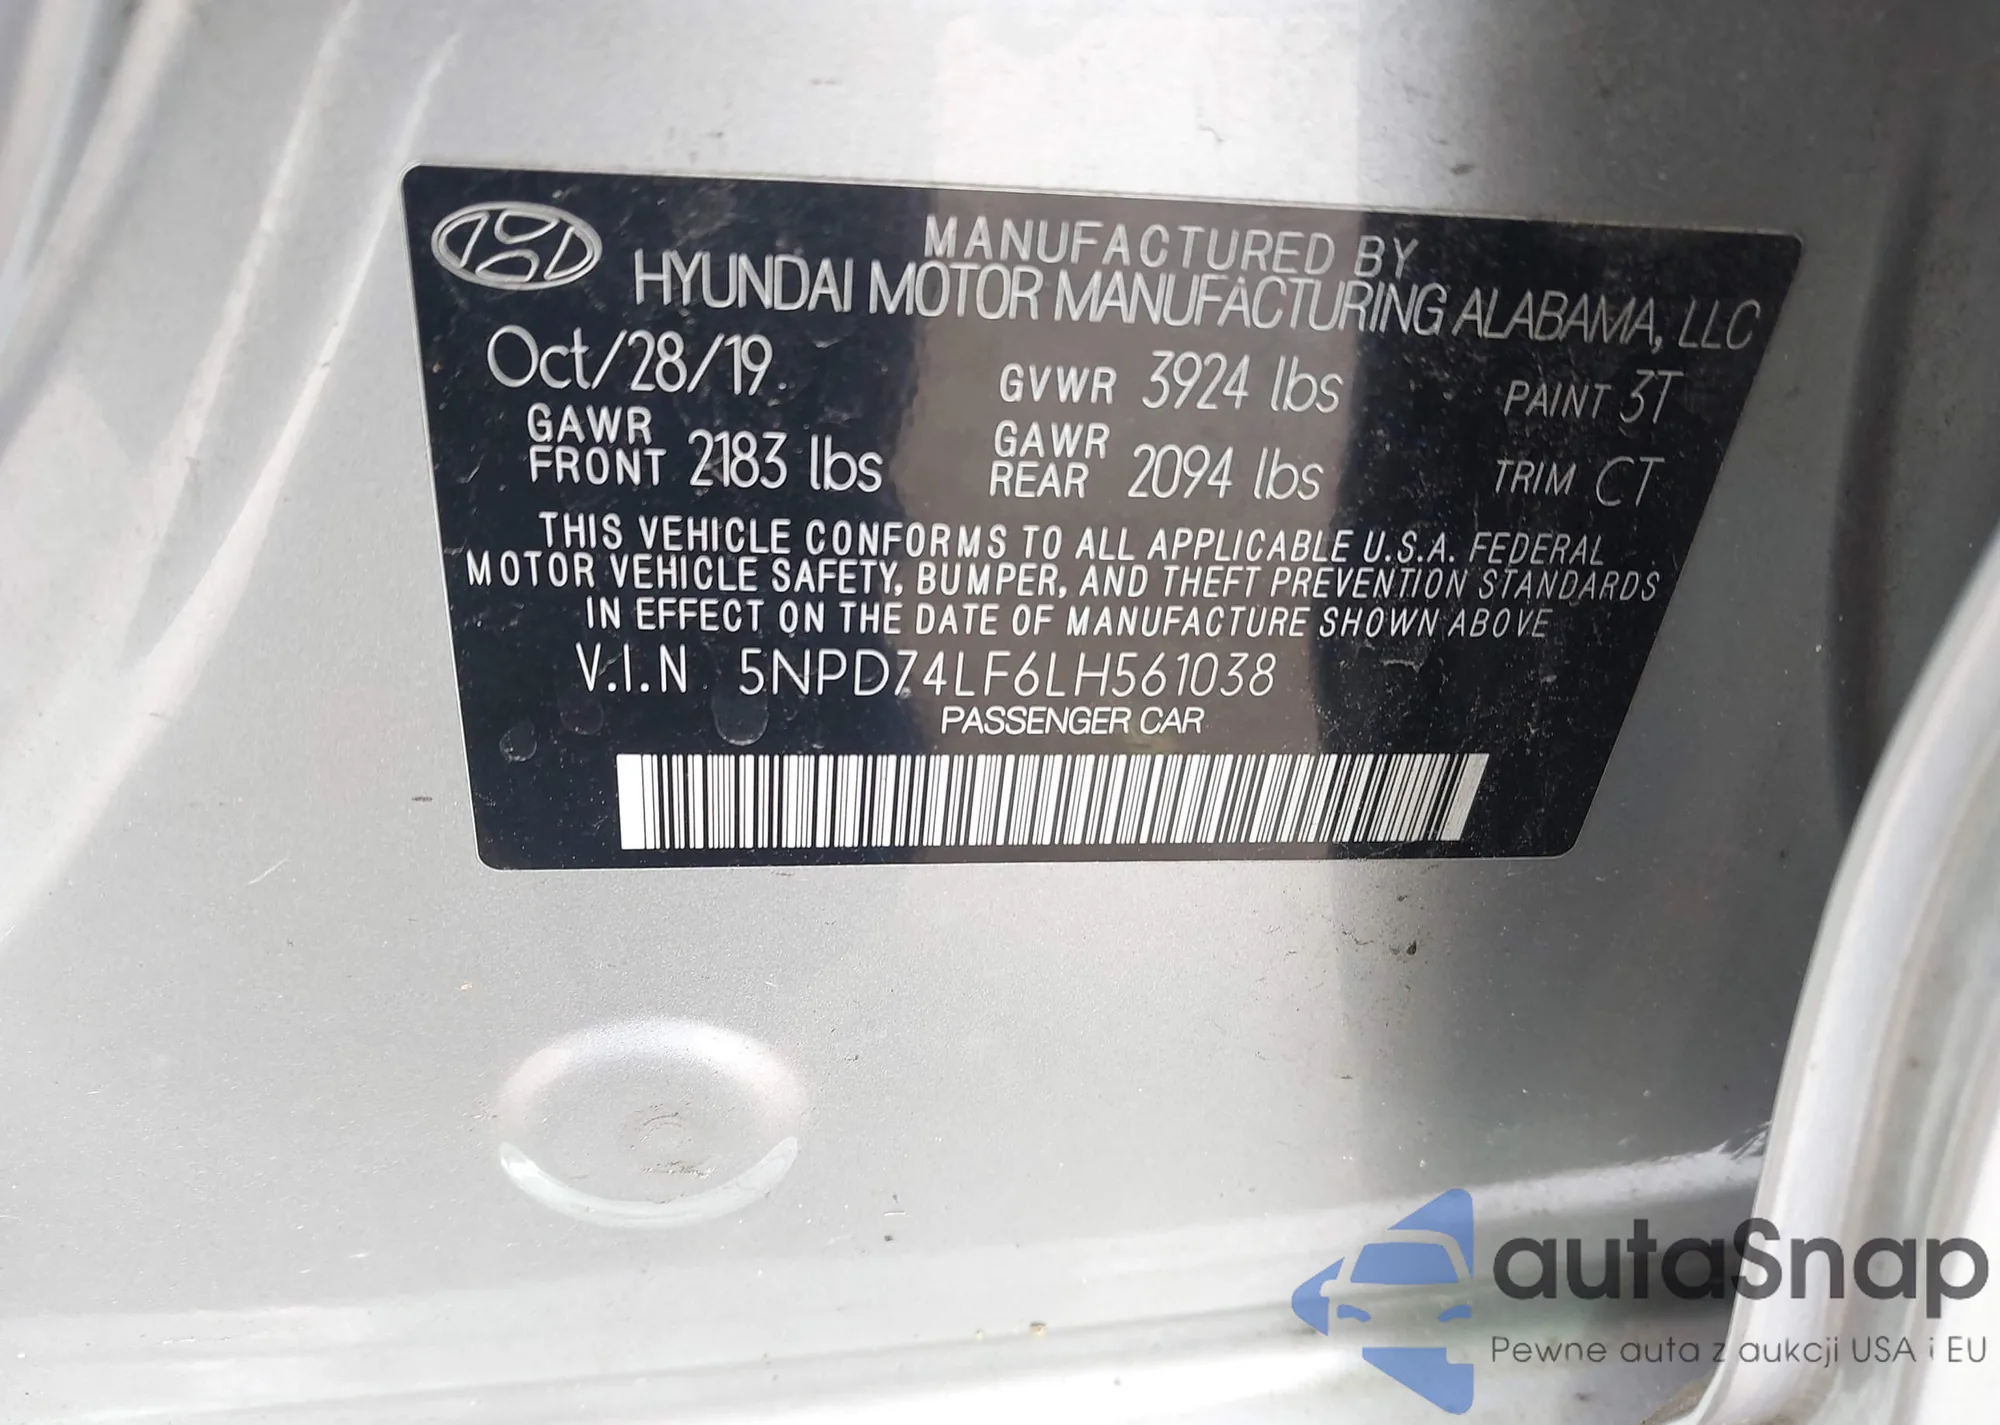 MANUFACTURED BY
HYUNDAI MOTOR MANUFACTURING ALABAMA, LLC
Oct/28/19 GVWR 3924 lbs PAINT 3T
GAWR FRONT 2183 lbs GAWR REAR 2094 lbs TRIM CT
THIS VEHICLE CONFORMS TO ALL APPLICABLE U.S.A. FEDERAL
MOTOR VEHICLE SAFETY, BUMPER, AND THEFT PREVENTION STANDARDS
IN EFFECT ON THE DATE OF MANUFACTURE SHOWN ABOVE
V.I.N 5NPD74LF6LH561038
PASSENGER CAR
autaSnap
Pewne auta z aukcji USA i EU